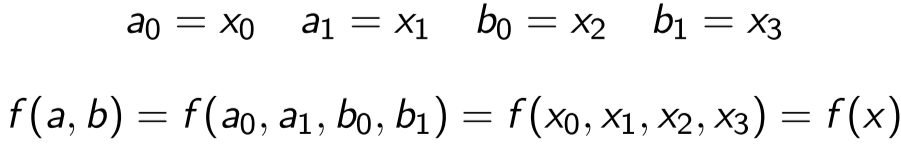 a₀ = x₀ a₁ = x₁ b₀ = x₂ b₁ = x₃
f(a, b) = f(a₀, a₁, b₀, b₁) = f(x₀, x₁, x₂, x₃) = f(x)